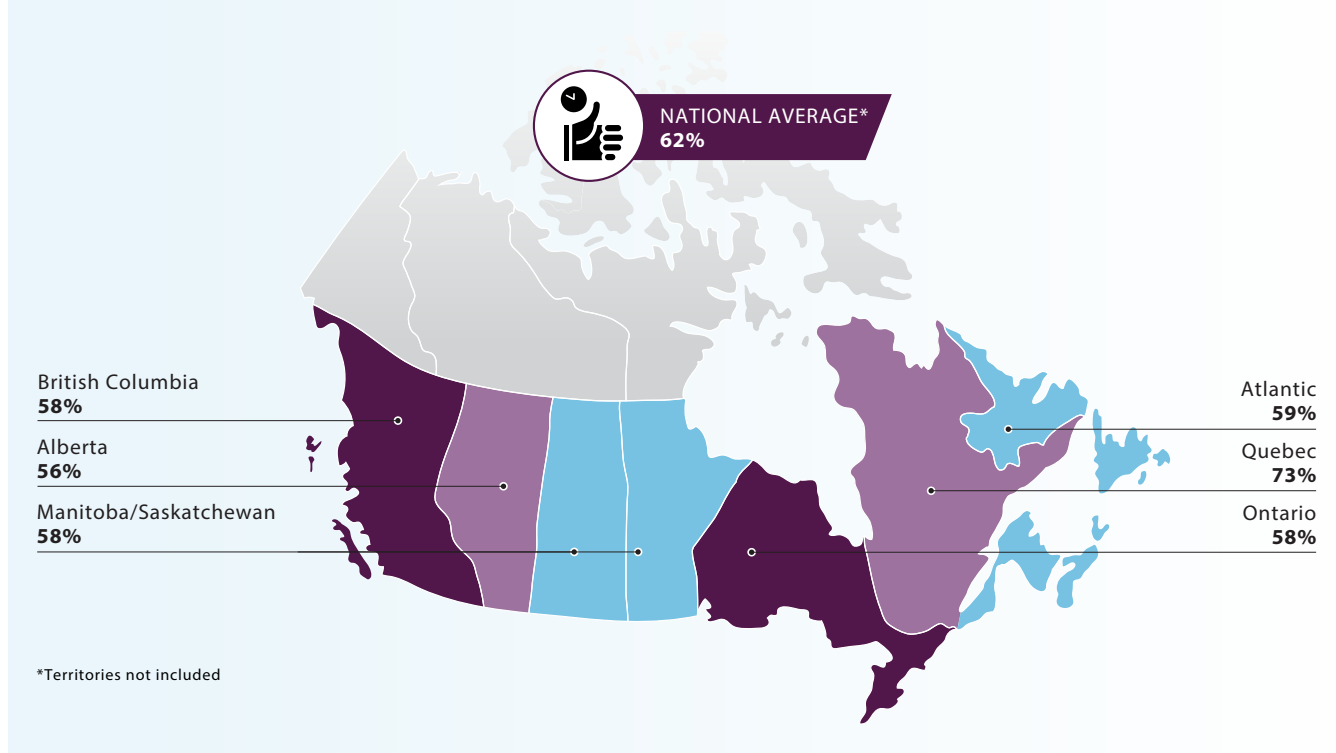 NATIONAL AVERAGE*
62%
British Columbia
58%
Alberta
56%
Manitoba/Saskatchewan
58%
Atlantic
59%
Quebec
73%
Ontario
58%
*Territories not included